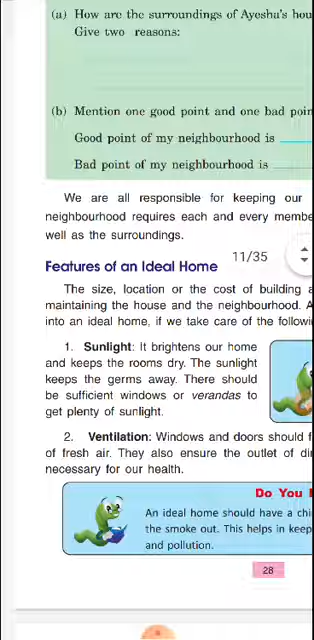 (a) How are the surroundings of Ayesha's hou
Give two reasons:
(b) Mention one good point and one bad poin
Good point of my neighbourhood is
Bad point of my neighbourhood is
We are all responsible for keeping our
neighbourhood requires each and every membe
well as the surroundings.
11/35
Features of an Ideal Home
The size, location or the cost of building a
maintaining the house and the neighbourhood. A
into an ideal home, if we take care of the followi
1. Sunlight: It brightens our home
and keeps the rooms dry. The sunlight
keeps the germs away. There should
be sufficient windows or verandas to
get plenty of sunlight.
2. Ventilation: Windows and doors should f
of fresh air. They also ensure the outlet of di
necessary for our health.
Do You
An ideal home should have a chi
the smoke out. This helps in keep
and pollution.
28